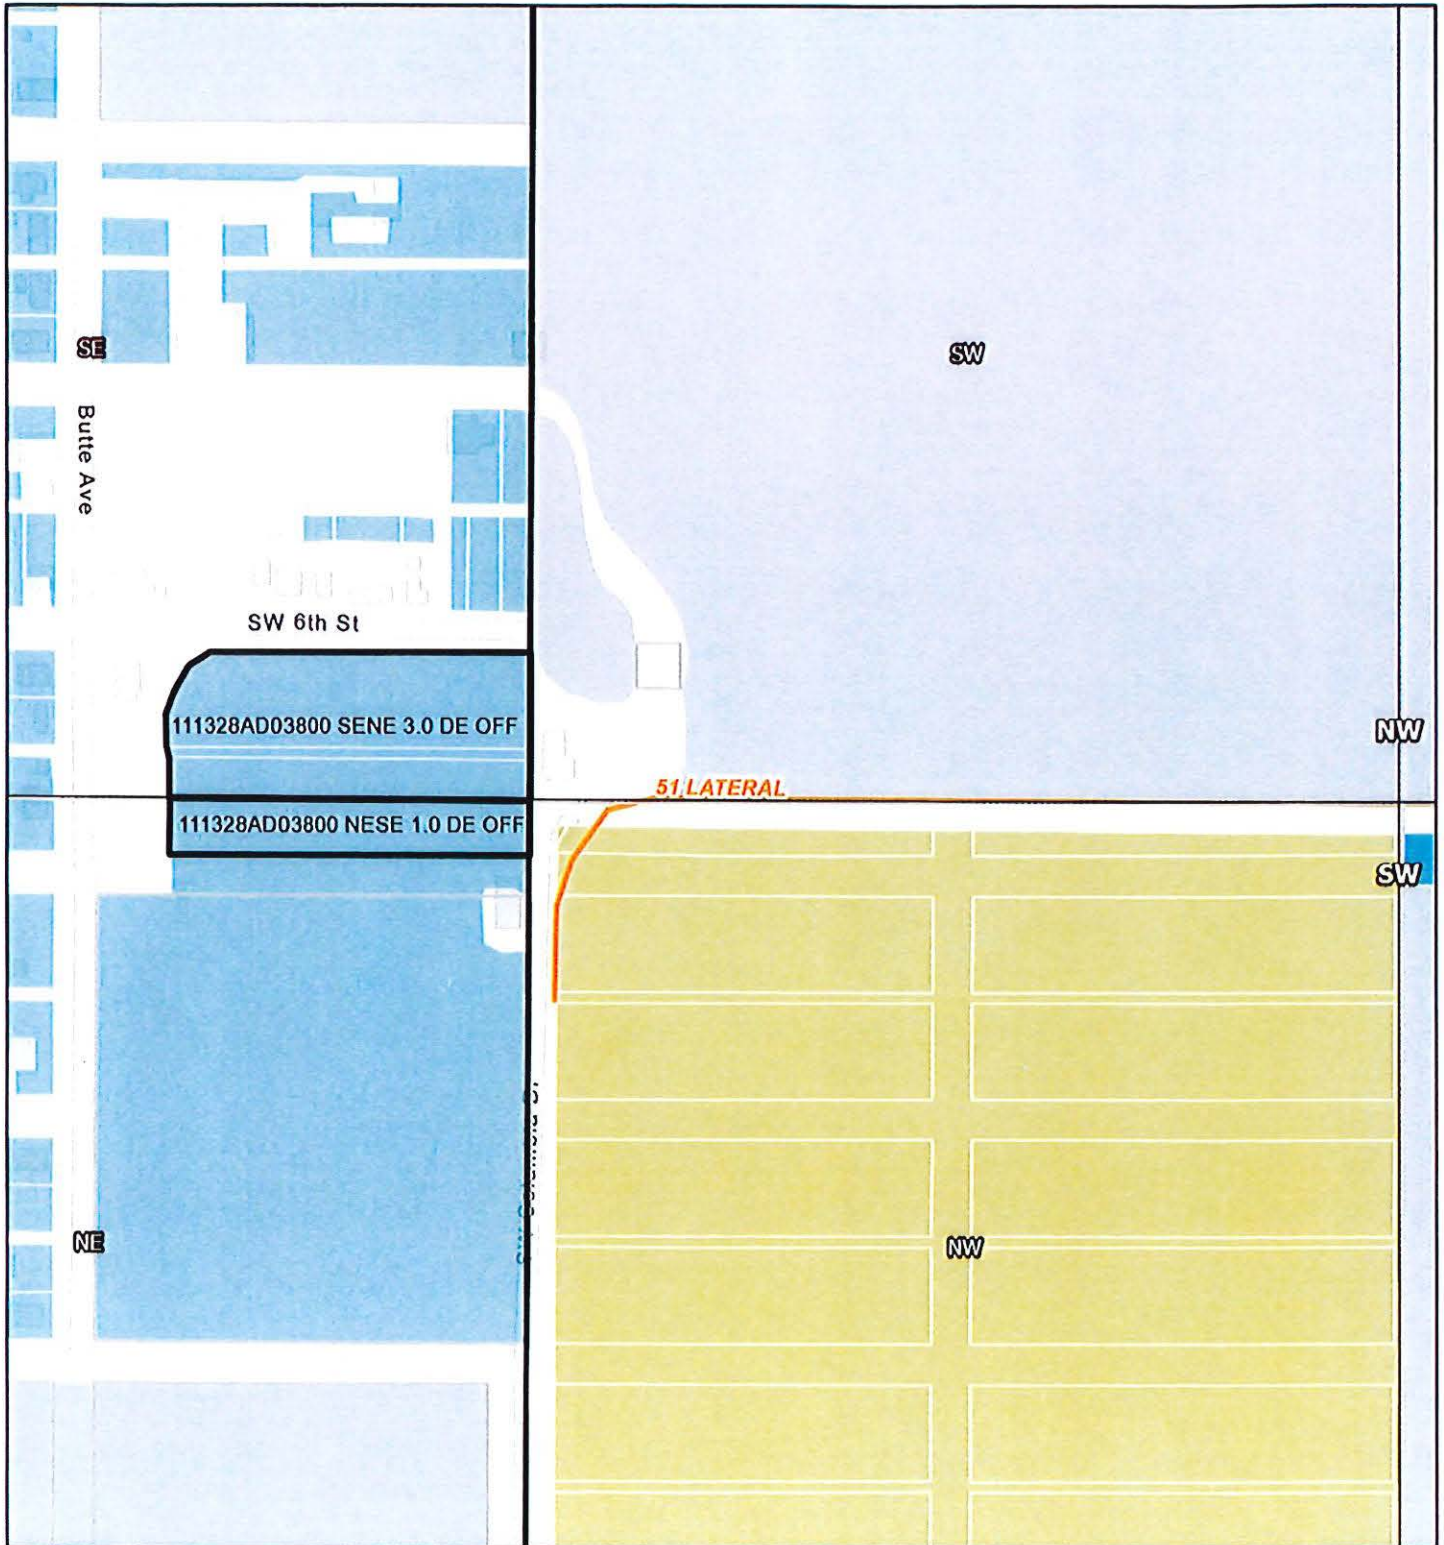 SE
SW
Butte Ave
SW 6th St
111328AD03800 SENE 3.0 DE OFF
NW
51 LATERAL
111328AD03800 NESE 1.0 DE OFF
SW
NE
NW